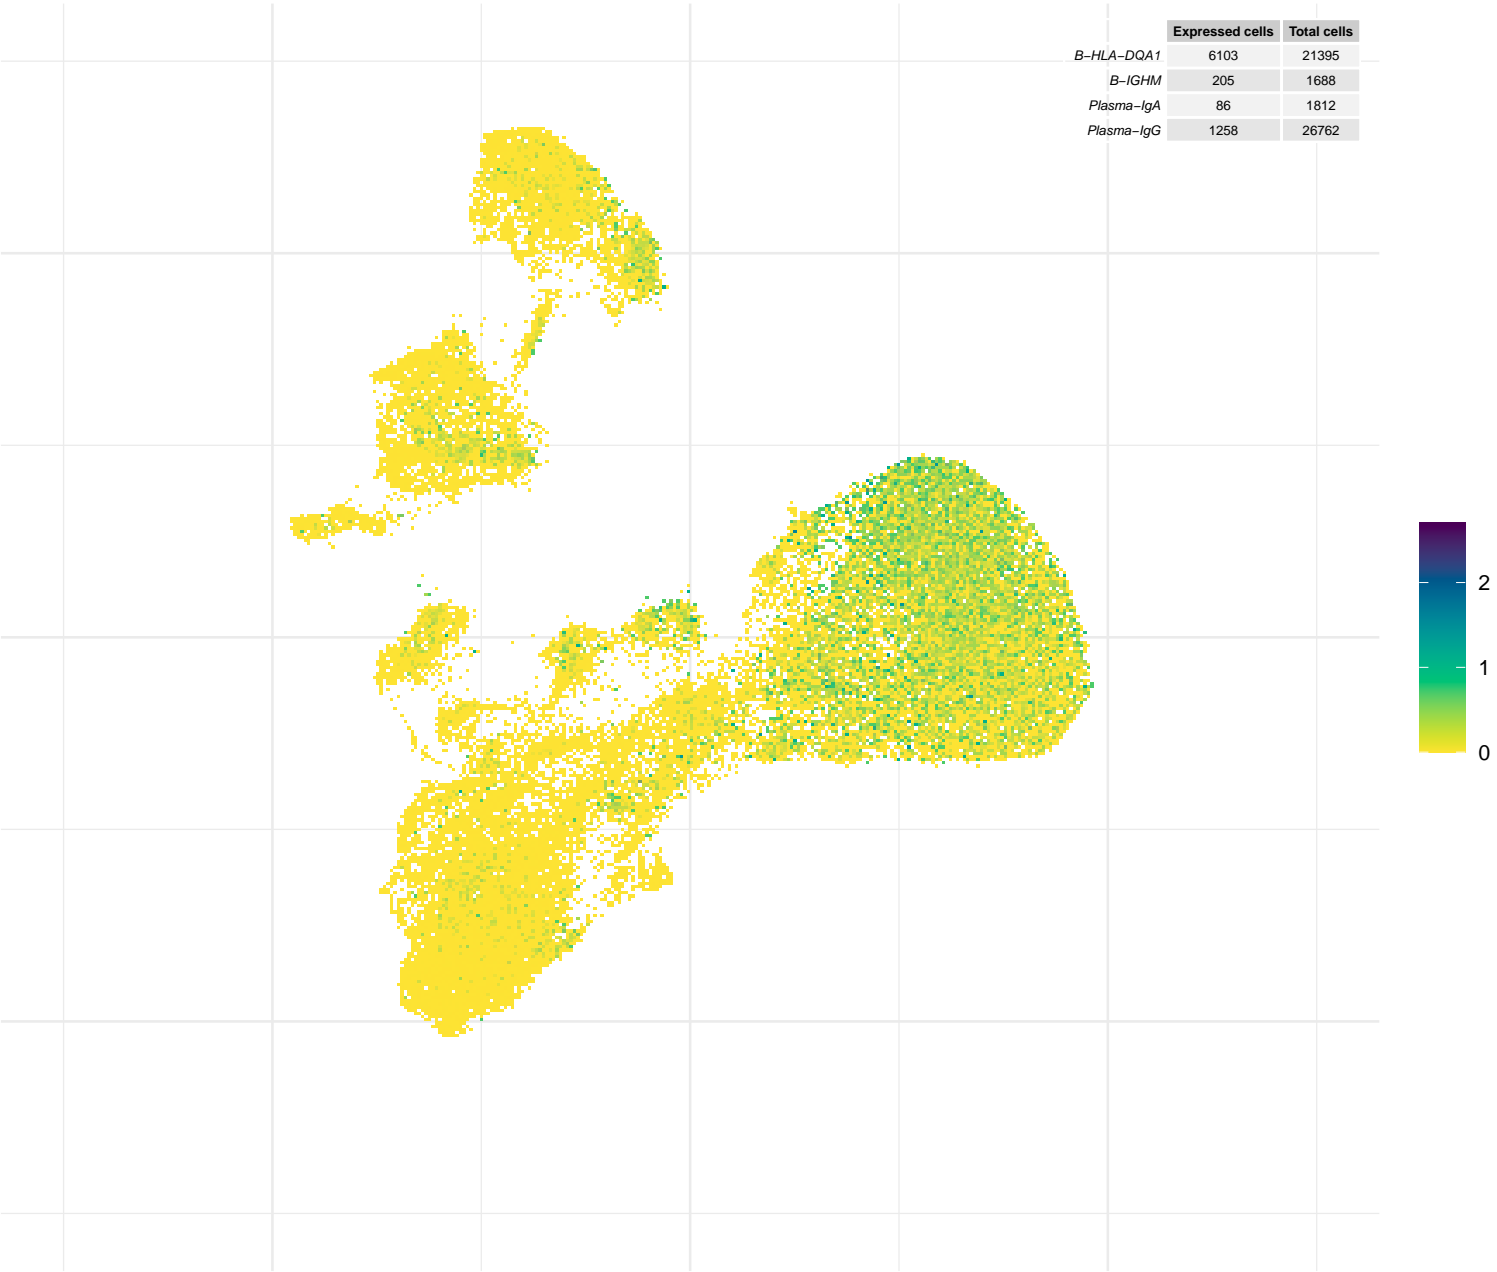 Expressed cells Total cells
B−HLA−DQA1 6103 21395
B−IGHM 205 1688
Plasma−IgA 86 1812
Plasma−IgG 1258 26762
2
1
0